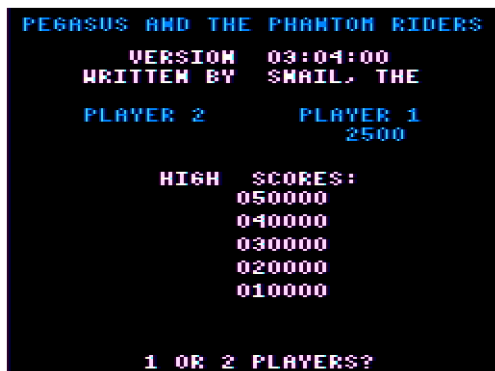 PEGASUS AND THE PHANTOM RIDERS
VERSION 03:04:00
WRITTEN BY SNAIL, THE
PLAYER 2 PLAYER 1
2500
HIGH SCORES:
050000
040000
030000
020000
010000
1 OR 2 PLAYERS?